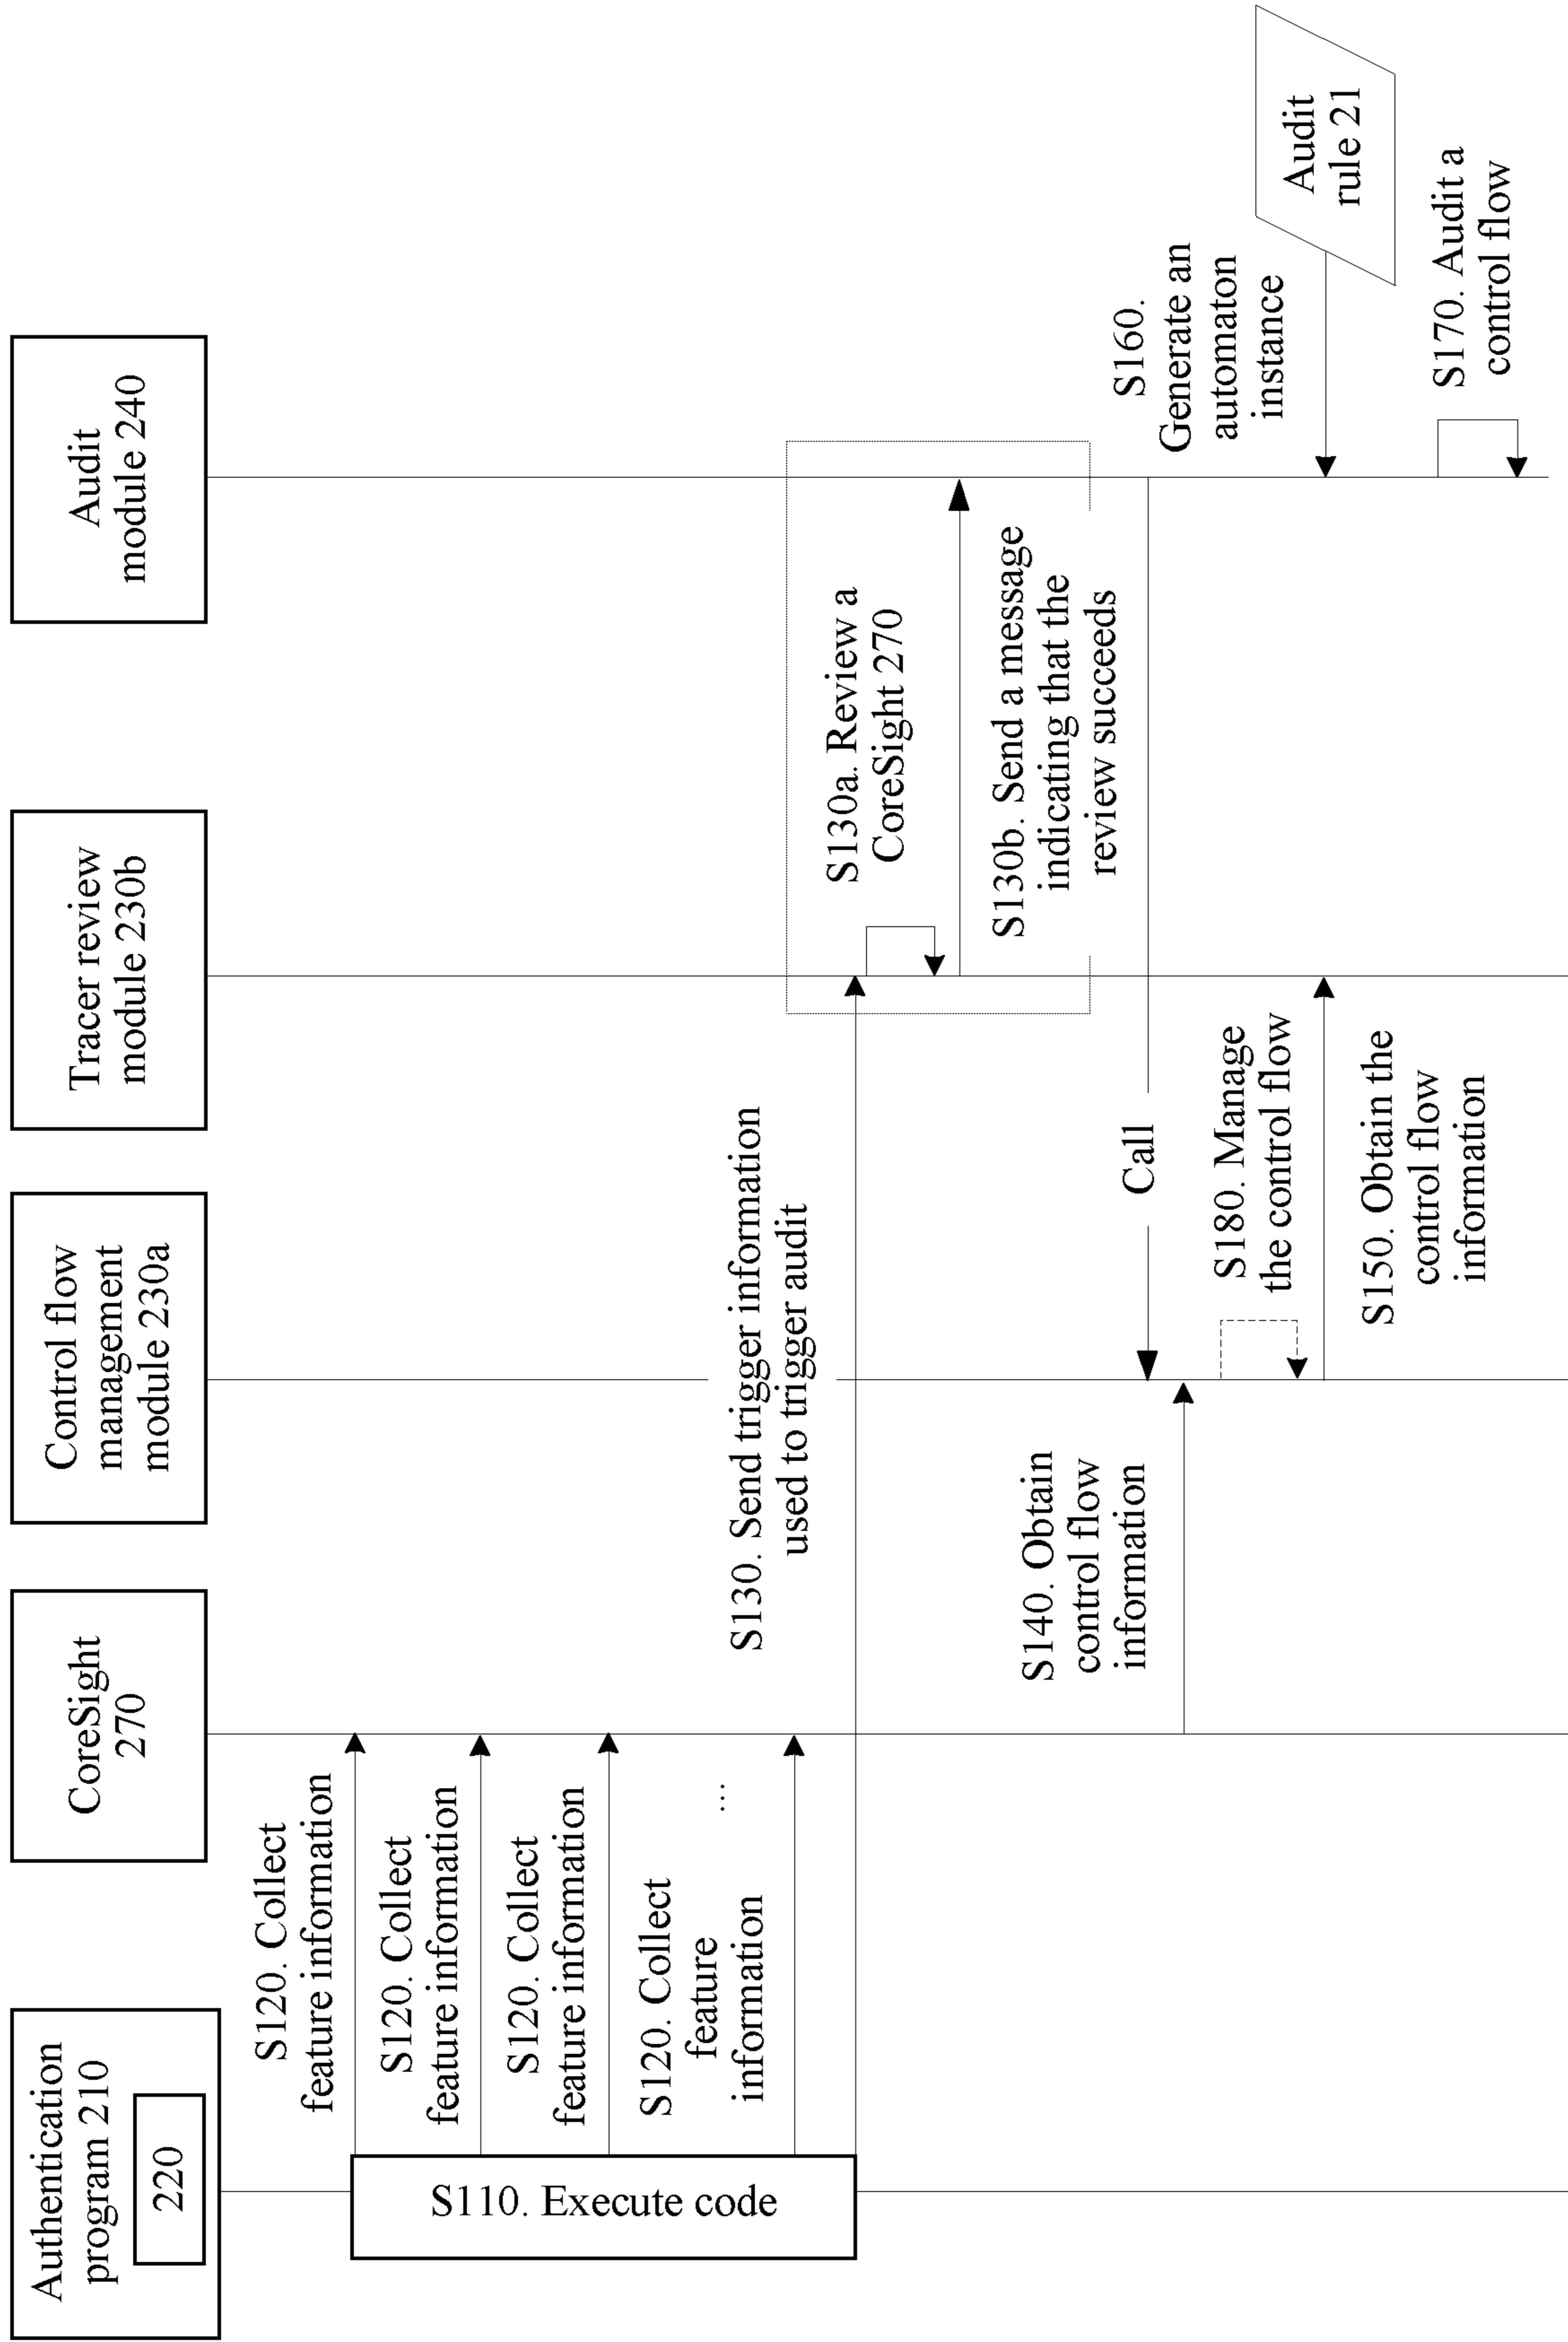 Authentication
program 210
220
CoreSight
270
Control flow
management
module 230a
Tracer review
module 230b
Audit
module 240
S110. Execute code
S120. Collect
feature information
S120. Collect
feature information
S120. Collect
feature information
S120. Collect
feature
information
…
S130. Send trigger information
used to trigger audit
S130a. Review a
CoreSight 270
S130b. Send a message
indicating that the
review succeeds
Call
S140. Obtain
control flow
information
S180. Manage
the control flow
S150. Obtain the
control flow
information
S160.
Generate an
automaton
instance
Audit
rule 21
S170. Audit a
control flow